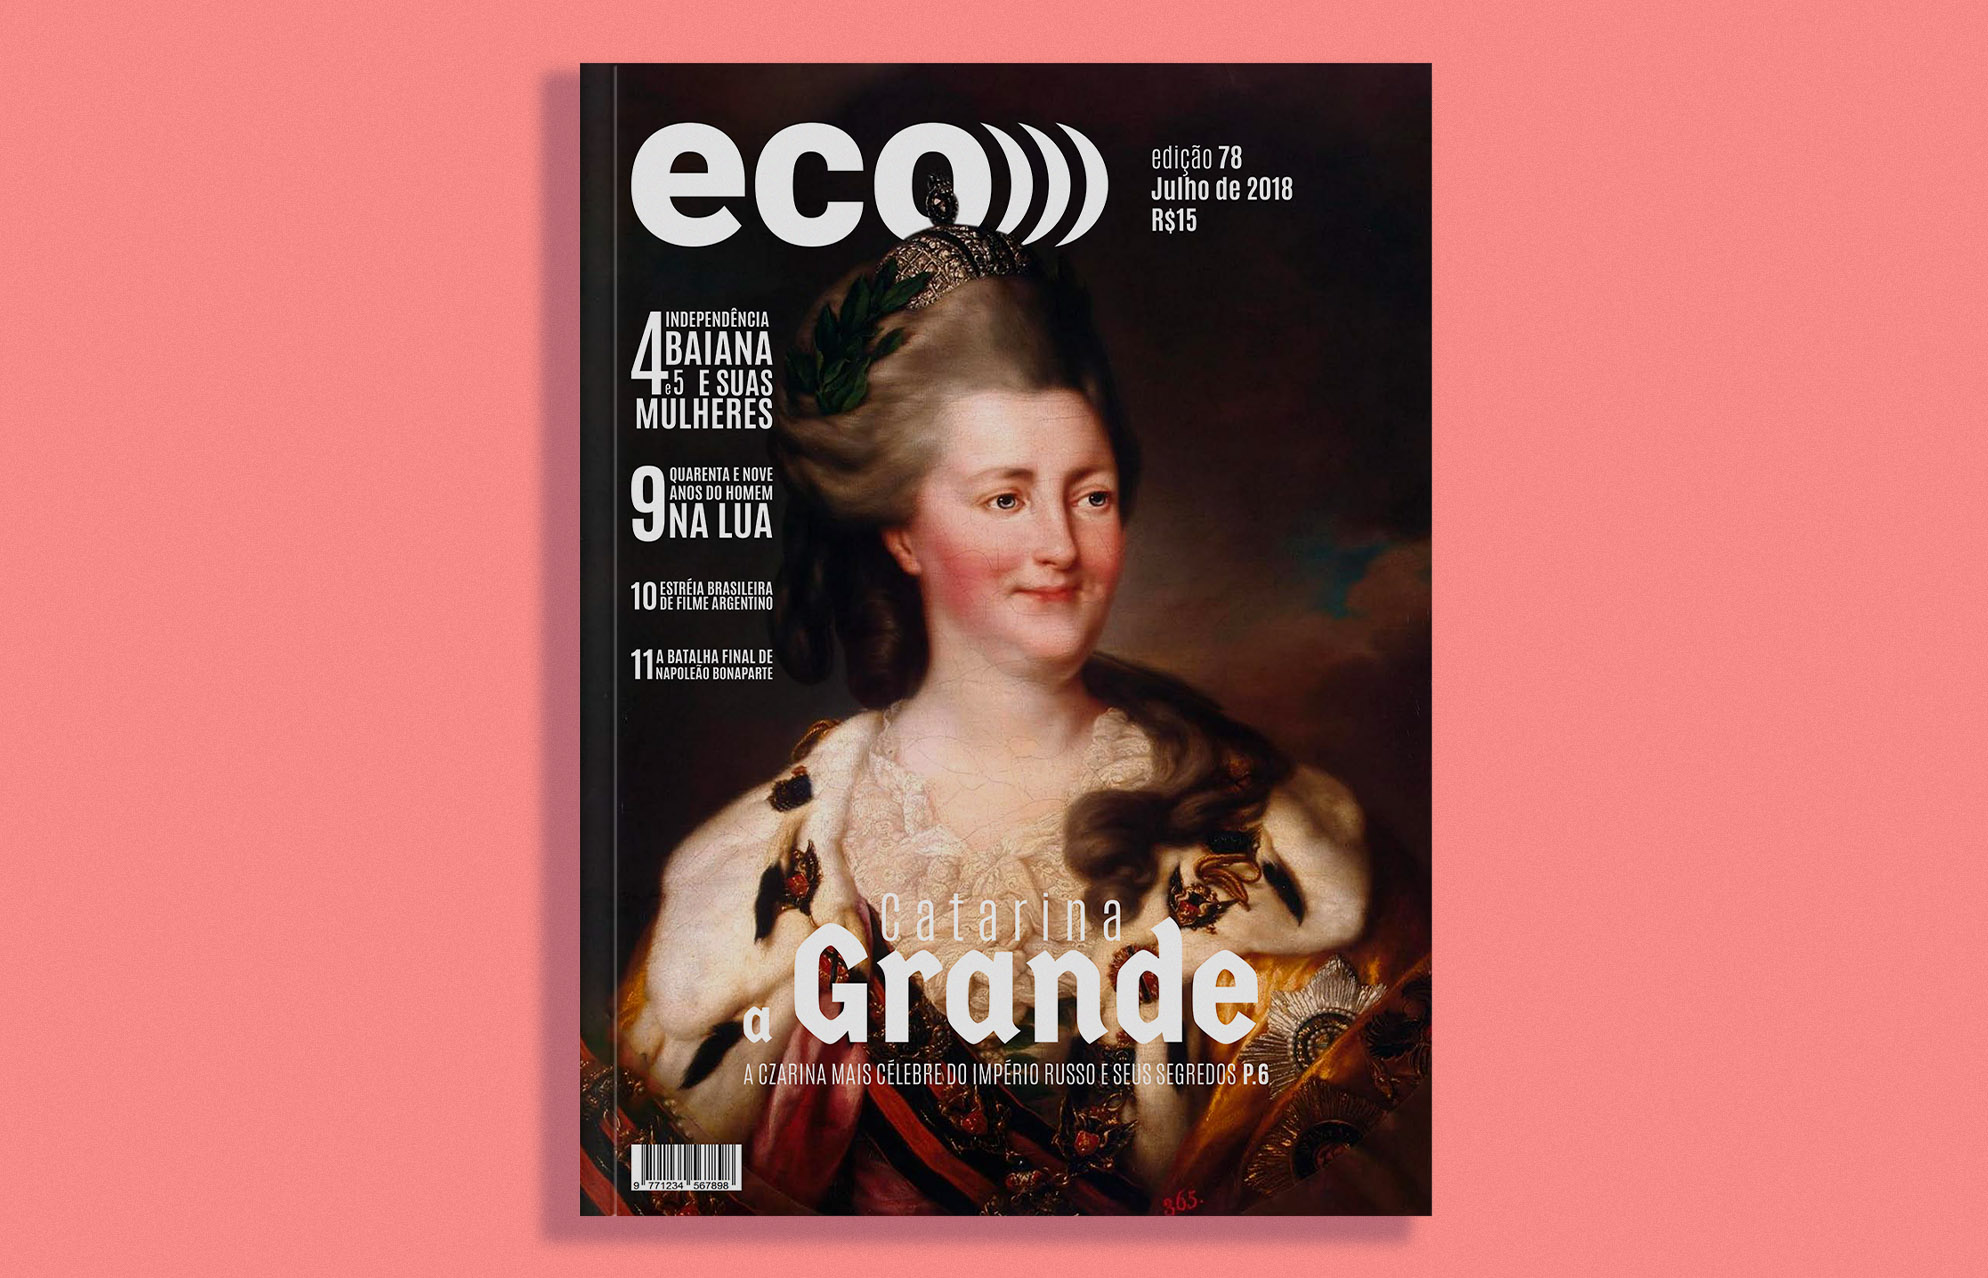 eco
edição 78
Julho de 2018
R$15
4 e 5 INDEPENDÊNCIA
BAIANA
E SUAS
MULHERES
9 QUARENTA E NOVE
ANOS DO HOMEM
NA LUA
10 ESTRÉIA BRASILEIRA
DE FILME ARGENTINO
11 A BATALHA FINAL DE
NAPOLEÃO BONAPARTE
Catarina
a Grande
A CZARINA MAIS CÉLEBRE DO IMPÉRIO RUSSO E SEUS SEGREDOS P.6
9 771234 567898
365.